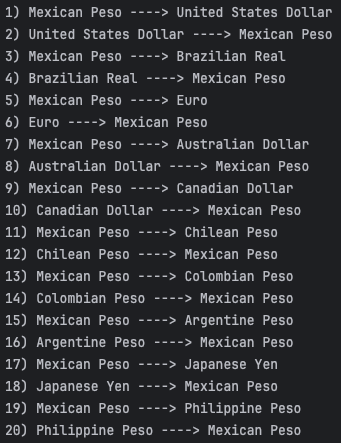 1) Mexican Peso ----> United States Dollar
2) United States Dollar ----> Mexican Peso
3) Mexican Peso ----> Brazilian Real
4) Brazilian Real ----> Mexican Peso
5) Mexican Peso ----> Euro
6) Euro ----> Mexican Peso
7) Mexican Peso ----> Australian Dollar
8) Australian Dollar ----> Mexican Peso
9) Mexican Peso ----> Canadian Dollar
10) Canadian Dollar ----> Mexican Peso
11) Mexican Peso ----> Chilean Peso
12) Chilean Peso ----> Mexican Peso
13) Mexican Peso ----> Colombian Peso
14) Colombian Peso ----> Mexican Peso
15) Mexican Peso ----> Argentine Peso
16) Argentine Peso ----> Mexican Peso
17) Mexican Peso ----> Japanese Yen
18) Japanese Yen ----> Mexican Peso
19) Mexican Peso ----> Philippine Peso
20) Philippine Peso ----> Mexican Peso